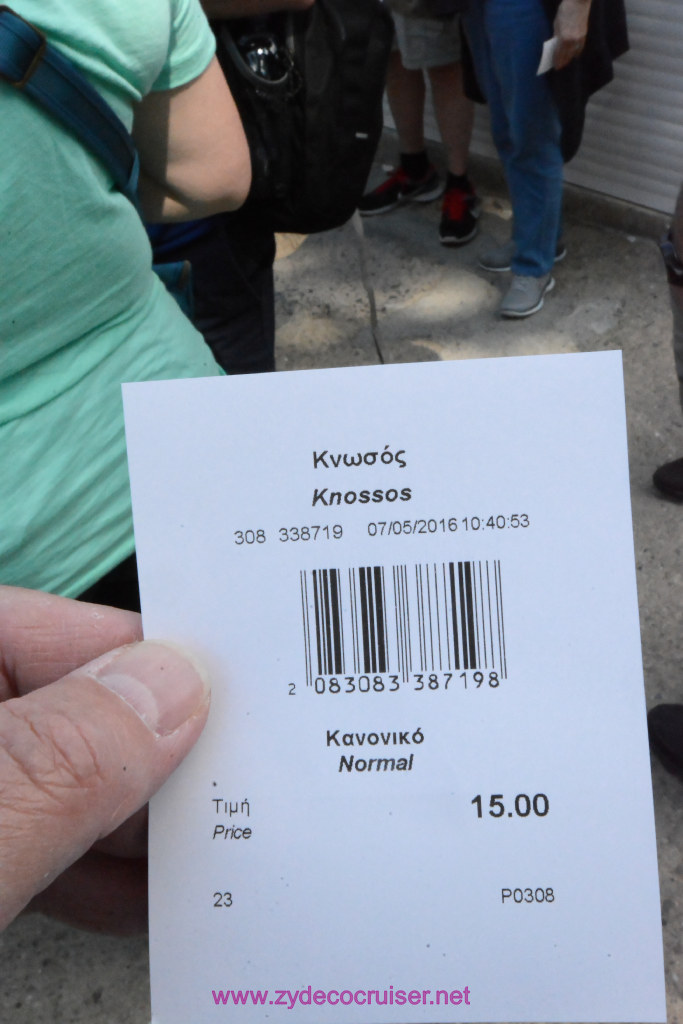 Κνωσός
Knossos
308 338719 07/05/2016 10:40:53
2 083083 387198
Κανονικό
Normal
Τιμή 15.00
Price
23 P0308
www.zydecocruiser.net